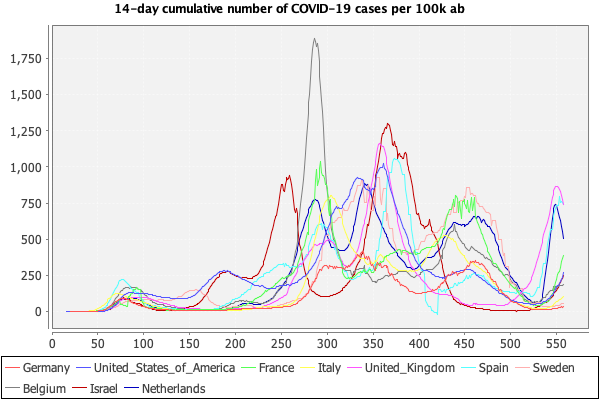 14-day cumulative number of COVID-19 cases per 100k ab
1,750
1,500
1,250
1,000
750
500
250
0
0 50 100 150 200 250 300 350 400 450 500 550
Germany United_States_of_America France Italy United_Kingdom Spain Sweden
Belgium Israel Netherlands